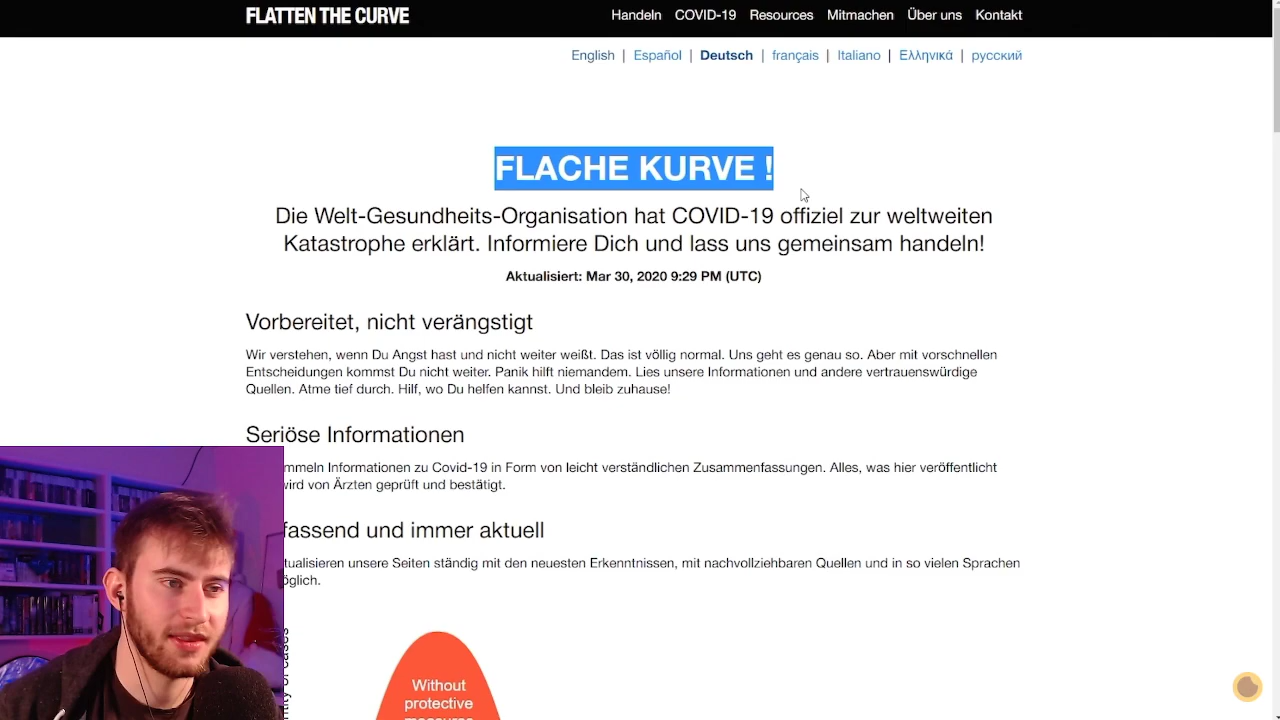 FLATTEN THE CURVE
Handeln COVID-19 Resources Mitmachen Über uns Kontakt
English | Español | Deutsch | français | Italiano | Ελληνικά | русский
FLACHE KURVE !
Die Welt-Gesundheits-Organisation hat COVID-19 offiziel zur weltweiten
Katastrophe erklärt. Informiere Dich und lass uns gemeinsam handeln!
Aktualisiert: Mar 30, 2020 9:29 PM (UTC)
Vorbereitet, nicht verängstigt
Wir verstehen, wenn Du Angst hast und nicht weiter weißt. Das ist völlig normal. Uns geht es genau so. Aber mit vorschnellen
Entscheidungen kommst Du nicht weiter. Panik hilft niemandem. Lies unsere Informationen und andere vertrauenswürdige
Quellen. Atme tief durch. Hilf, wo Du helfen kannst. Und bleib zuhause!
Seriöse Informationen
mmeln Informationen zu Covid-19 in Form von leicht verständlichen Zusammenfassungen. Alles, was hier veröffentlicht
wird von Ärzten geprüft und bestätigt.
fassend und immer aktuell
tualisieren unsere Seiten ständig mit den neuesten Erkenntnissen, mit nachvollziehbaren Quellen und in so vielen Sprachen
öglich.
Without
protective